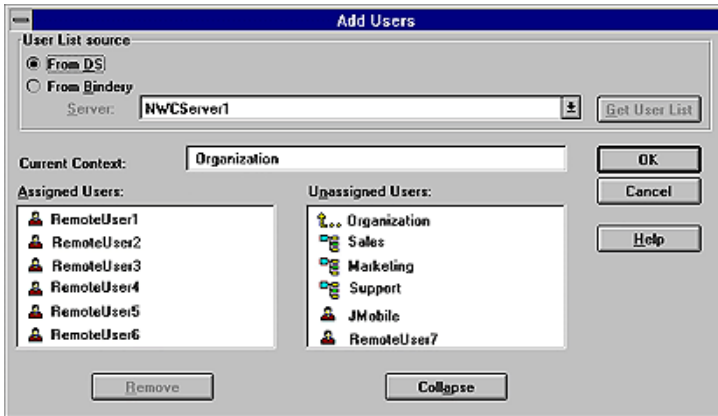 Add Users
User List source
From DS
From Bindery
Server:
NWCServer1
Get User List
Current Context:
Organization
OK
Assigned Users:
Unassigned Users:
Cancel
RemoteUser1
RemoteUser2
RemoteUser3
RemoteUser4
RemoteUser5
RemoteUser6
Organization
Sales
Marketing
Support
JMobile
RemoteUser7
Help
Remove
Collapse